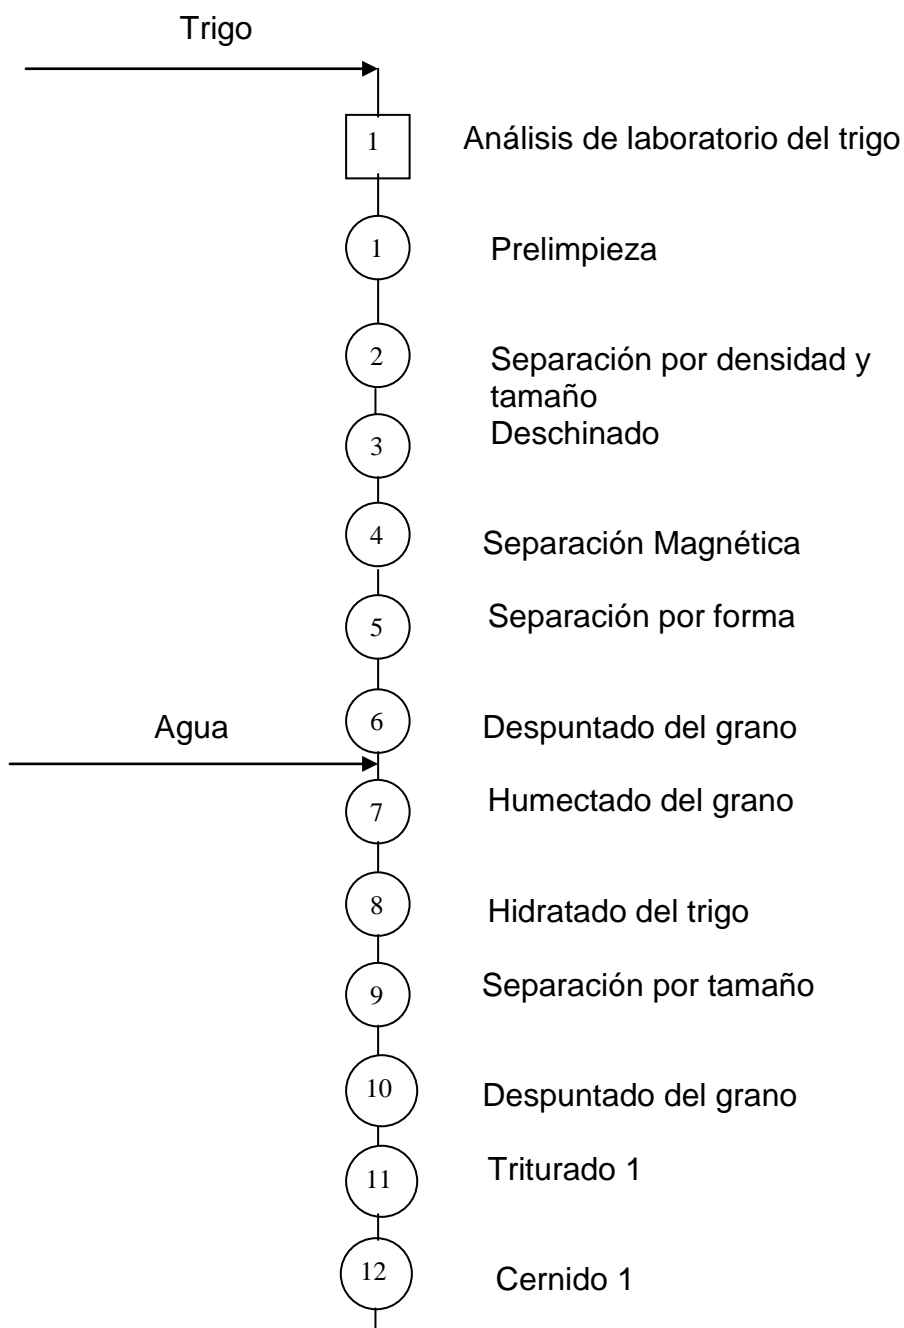 Trigo
1 Análisis de laboratorio del trigo
1 Prelimpieza
2 Separación por densidad y
tamaño
3 Deschinado
4 Separación Magnética
5 Separación por forma
6 Despuntado del grano
Agua
7 Humectado del grano
8 Hidratado del trigo
9 Separación por tamaño
10 Despuntado del grano
11 Triturado 1
12 Cernido 1